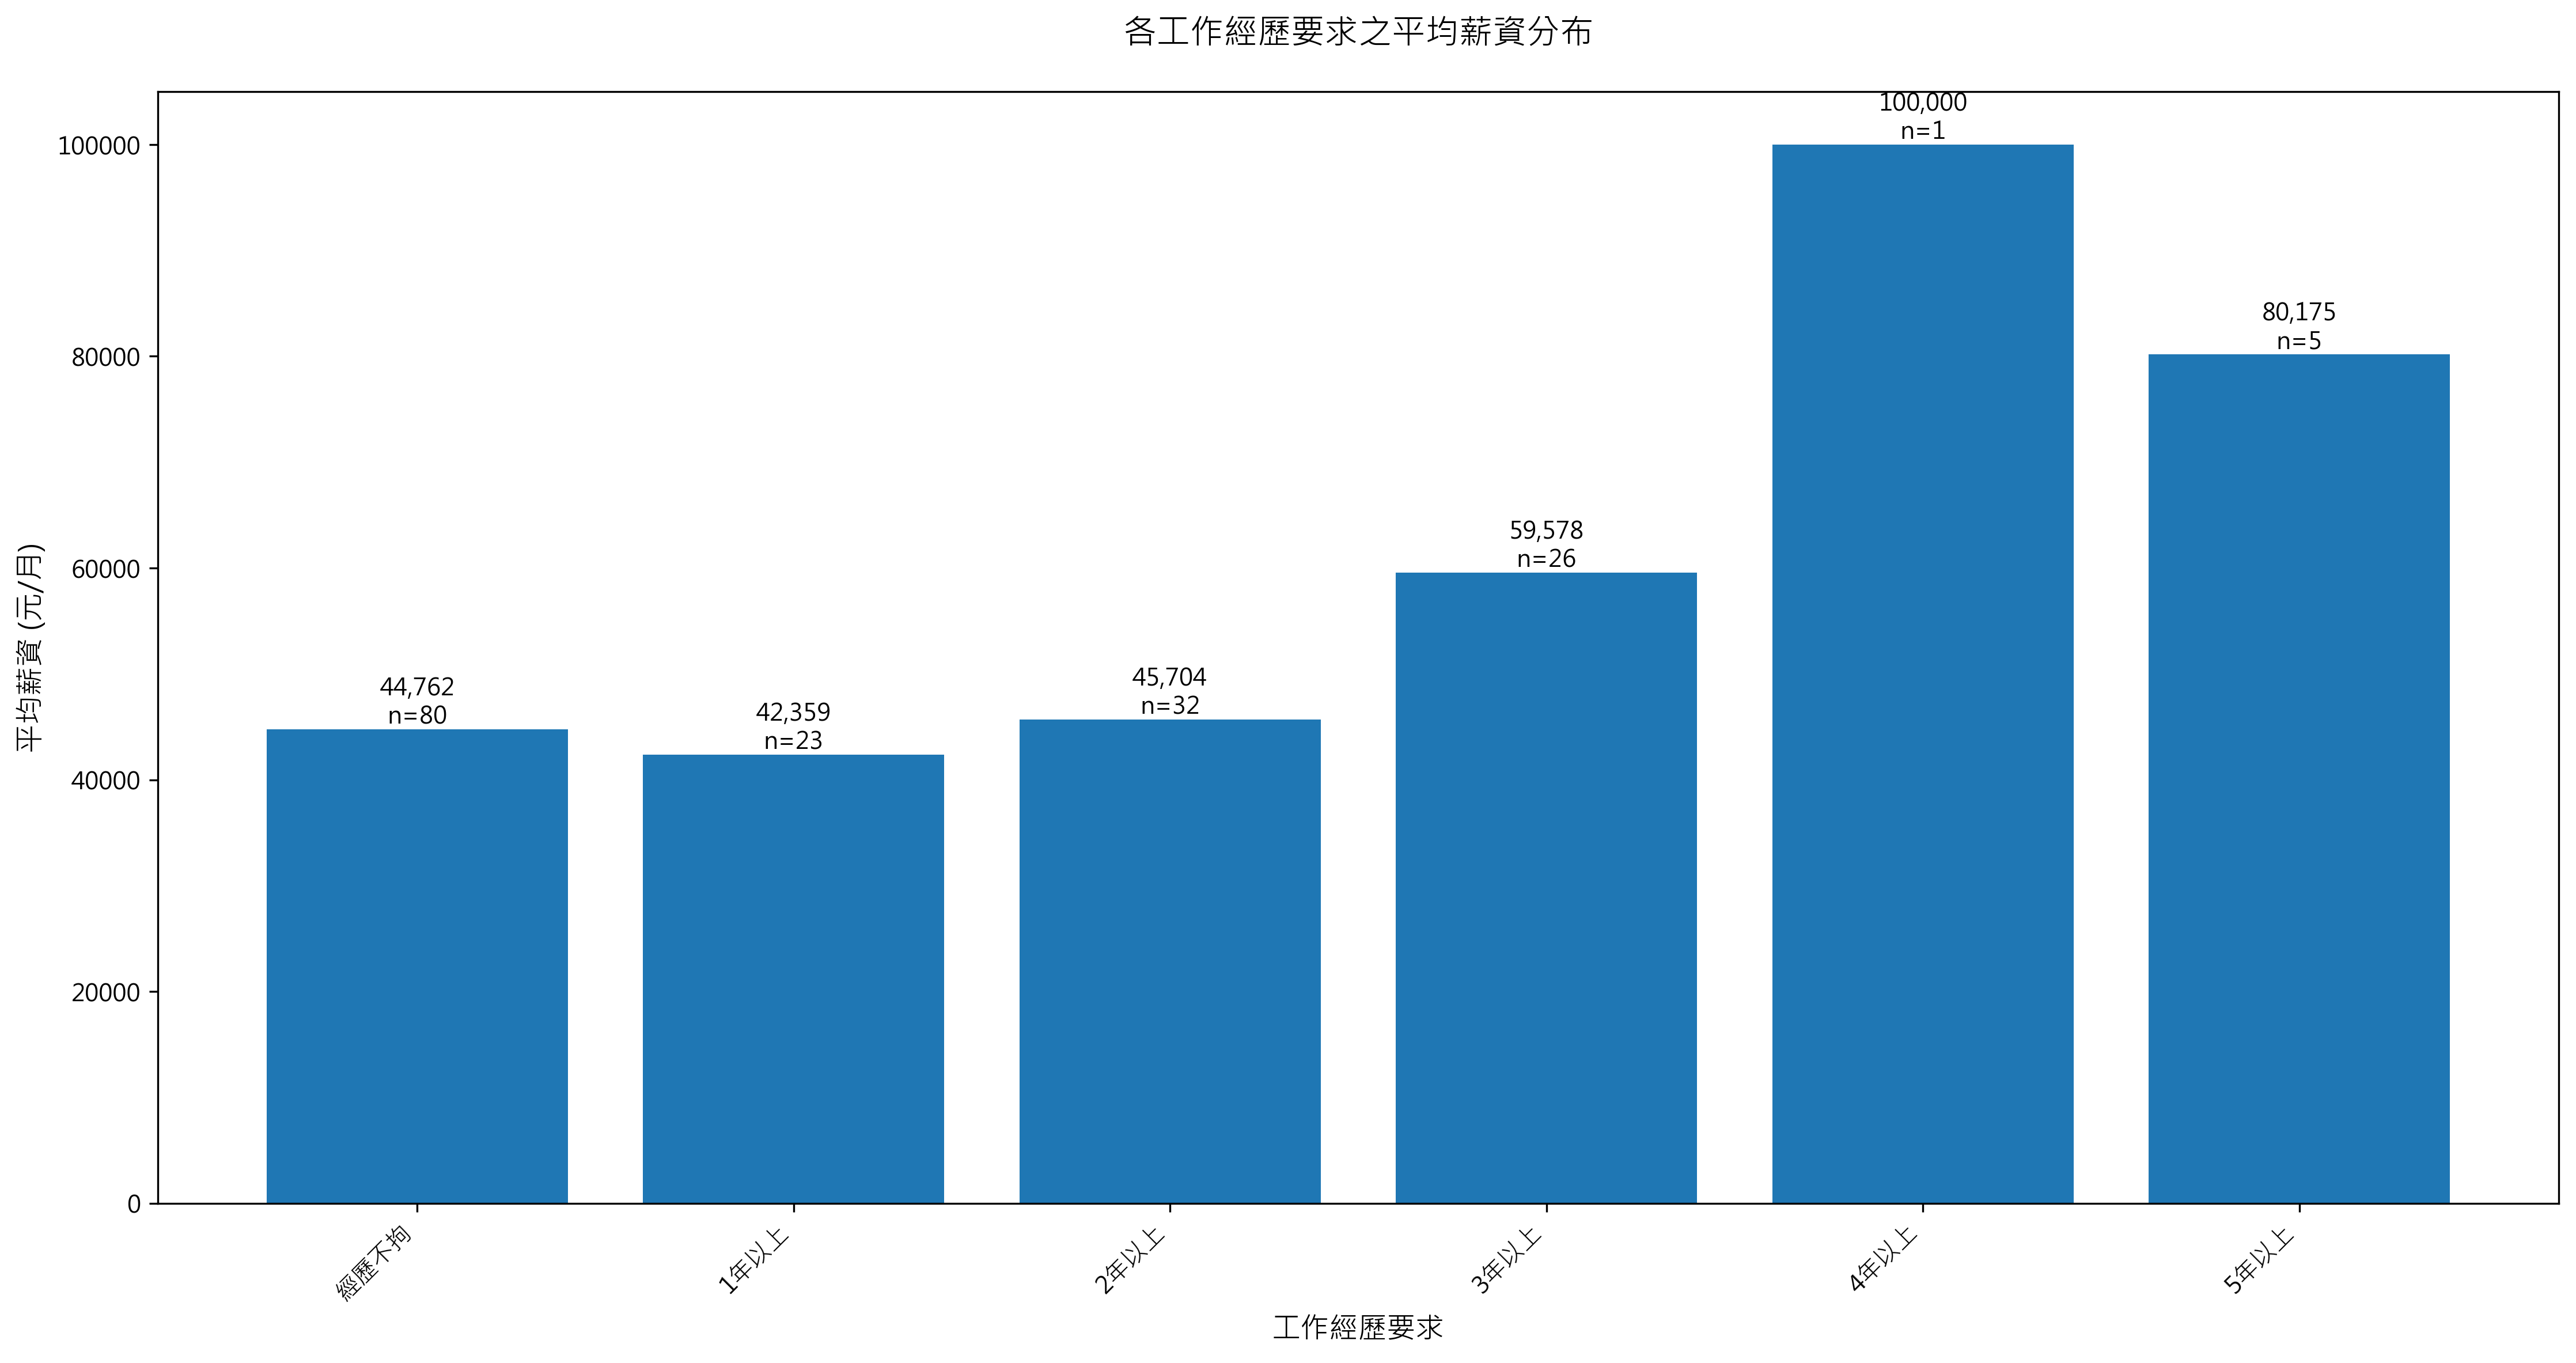 各工作經歷要求之平均薪資分布
平均薪資 (元/月)
100000
80000
60000
40000
20000
0
44,762
n=80
42,359
n=23
45,704
n=32
59,578
n=26
100,000
n=1
80,175
n=5
經歷不拘
1年以上
2年以上
3年以上
4年以上
5年以上
工作經歷要求